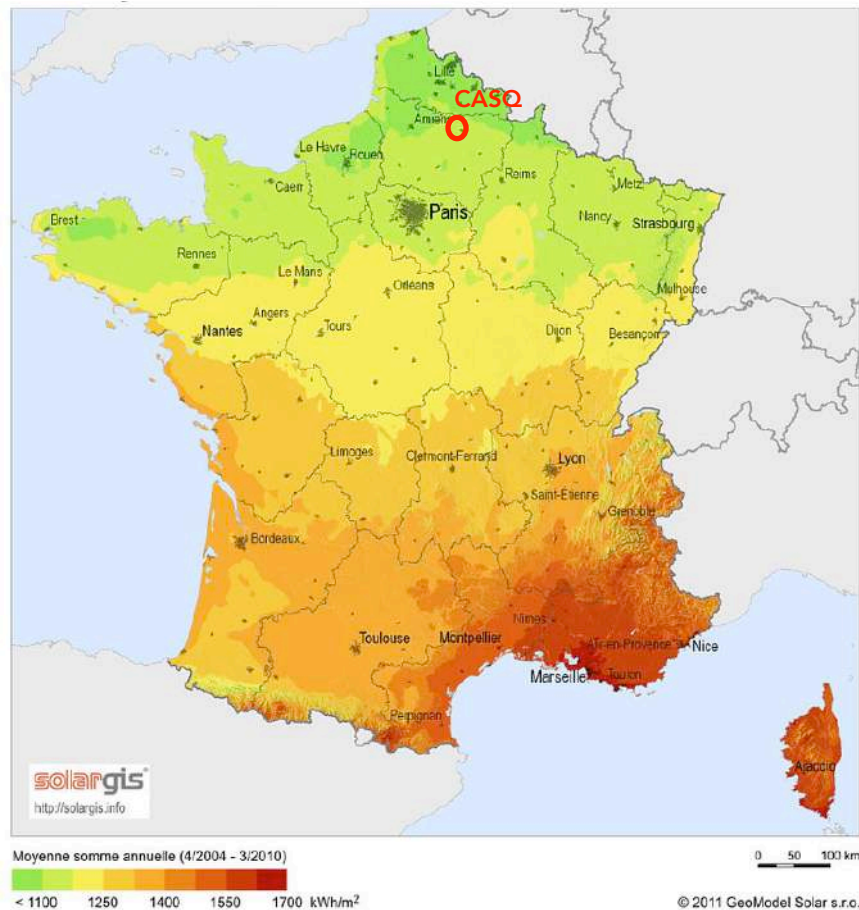 Lille
CASQ
Amiens
Le Havre
Rouen
Reims
Metz
Caen
Paris
Nancy
Strasbourg
Brest
Rennes
Le Mans
Orléans
Mulhouse
Angers
Nantes
Tours
Dijon
Besançon
Limoges
Clermont-Ferrand
Lyon
Saint-Étienne
Grenoble
Bordeaux
Nîmes
Toulouse
Montpellier
Aix-en-Provence
Nice
Marseille
Toulon
Perpignan
Ajaccio
solargis
http://solargis.info
Moyenne somme annuelle (4/2004 - 3/2010)
0 50 100 km
< 1100 1250 1400 1550 1700 kWh/m²
© 2011 GeoModel Solar s.r.o.